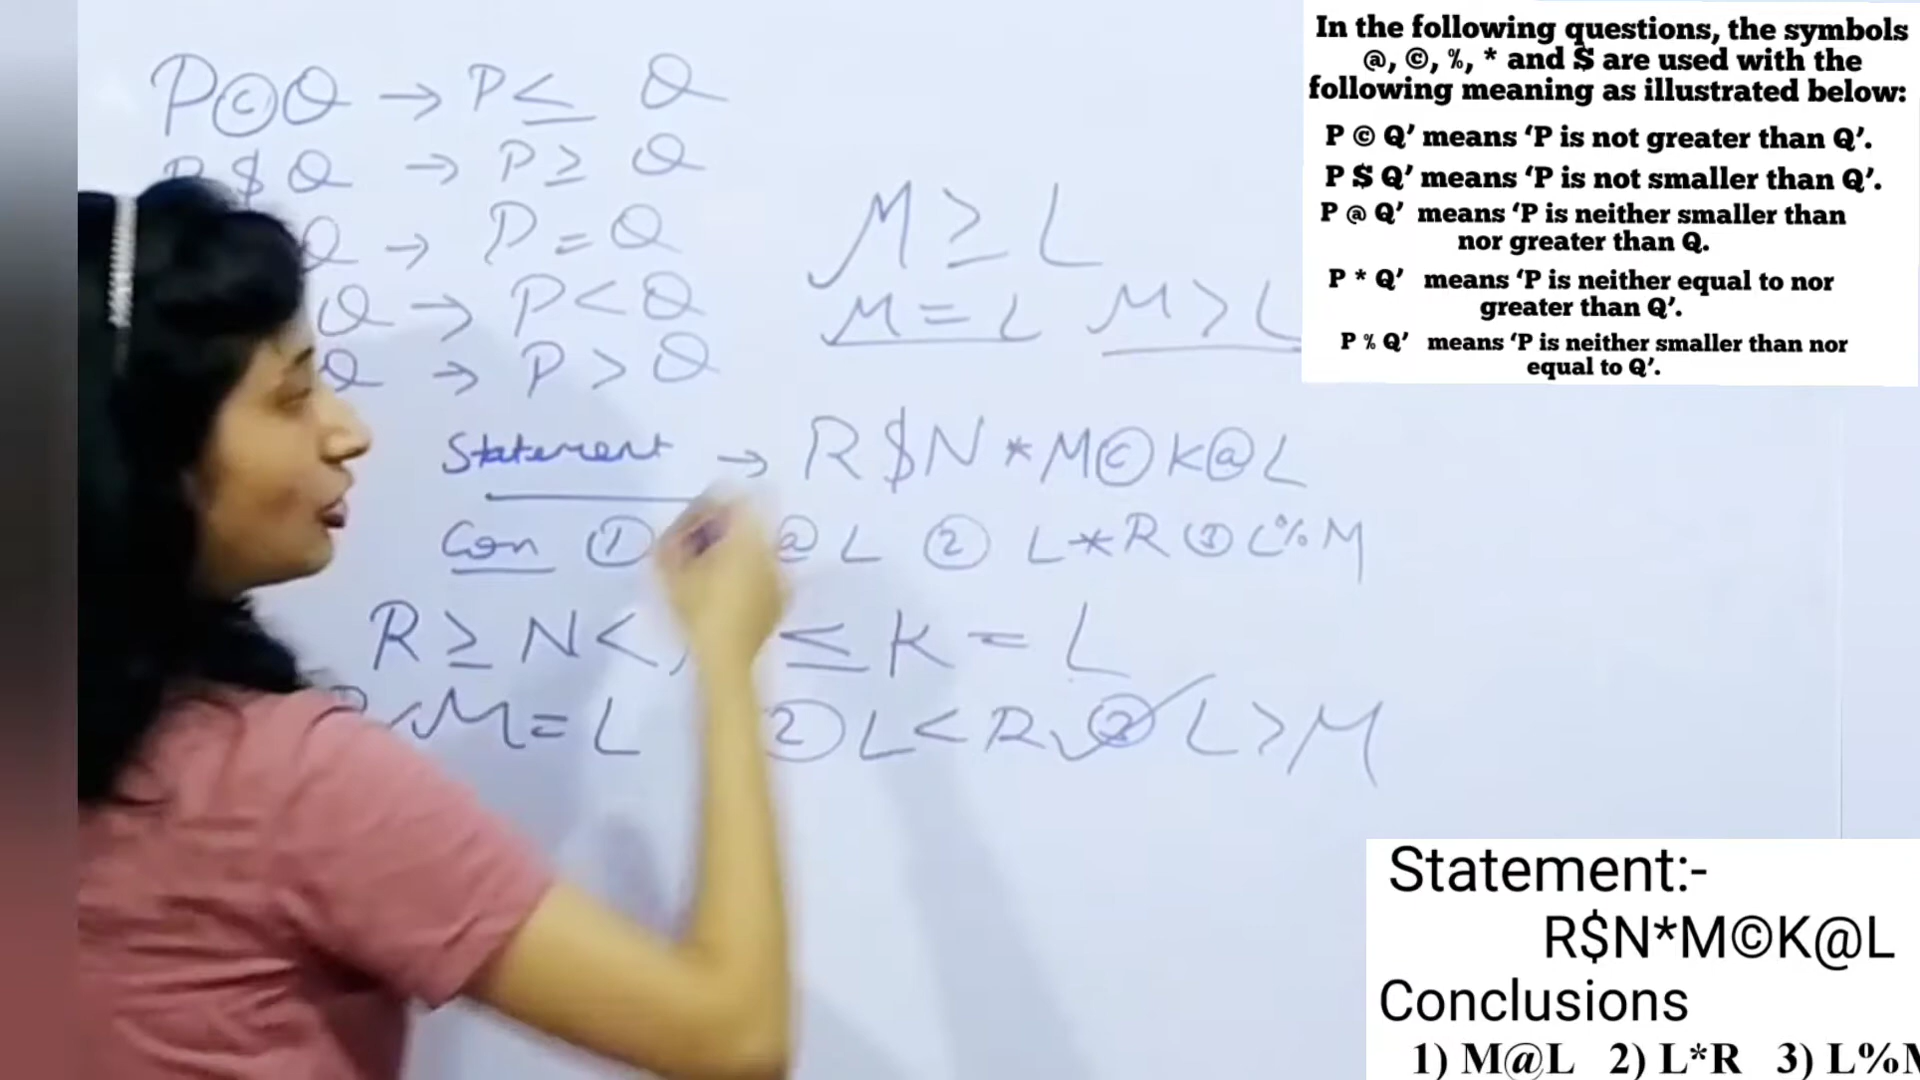 P©Q → P≤ Q
P $ Q → P ≥ Q
Q → P = Q
Q → P < Q
Q → P > Q
M ≥ L
M = L M > L
Statement → R $ N * M © K @ L
Con ① @ L ② L * R ③ L % M
R ≥ N < ≤ K = L
M = L ② L < R ③ L > M
In the following questions, the symbols
@, ©, %, * and $ are used with the
following meaning as illustrated below:
P © Q’ means ‘P is not greater than Q’.
P $ Q’ means ‘P is not smaller than Q’.
P @ Q’ means ‘P is neither smaller than
nor greater than Q.
P * Q’ means ‘P is neither equal to nor
greater than Q’.
P % Q’ means ‘P is neither smaller than nor
equal to Q’.
Statement:-
R$N*M©K@L
Conclusions
1) M@L 2) L*R 3) L%M